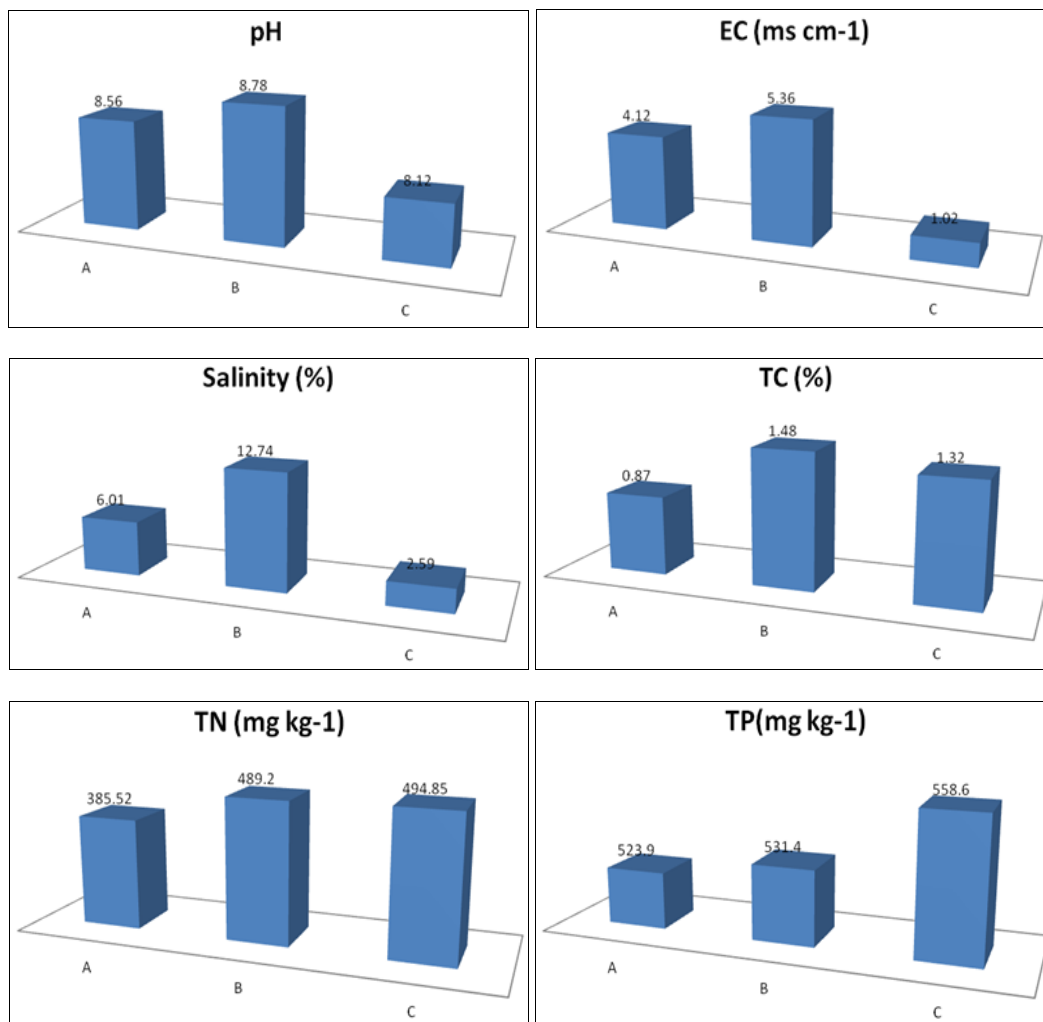 pH
8.56
8.78
8.12
A
B
C
EC (ms cm-1)
4.12
5.36
1.02
A
B
C
Salinity (%)
6.01
12.74
2.59
A
B
C
TC (%)
0.87
1.48
1.32
A
B
C
TN (mg kg-1)
385.52
489.2
494.85
A
B
C
TP(mg kg-1)
523.9
531.4
558.6
A
B
C